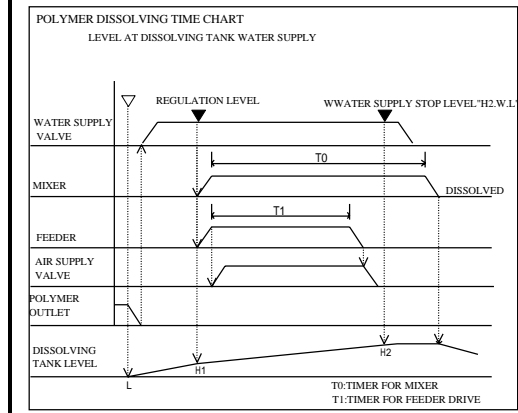 POLYMER DISSOLVING TIME CHART
LEVEL AT DISSOLVING TANK WATER SUPPLY
REGULATION LEVEL
WWATER SUPPLY STOP LEVEL"H2.W.L"
WATER SUPPLY
VALVE
T0
MIXER
DISSOLVED
T1
FEEDER
AIR SUPPLY
VALVE
POLYMER
OUTLET
DISSOLVING
TANK LEVEL
H1
H2
L
T0:TIMER FOR MIXER
T1:TIMER FOR FEEDER DRIVE